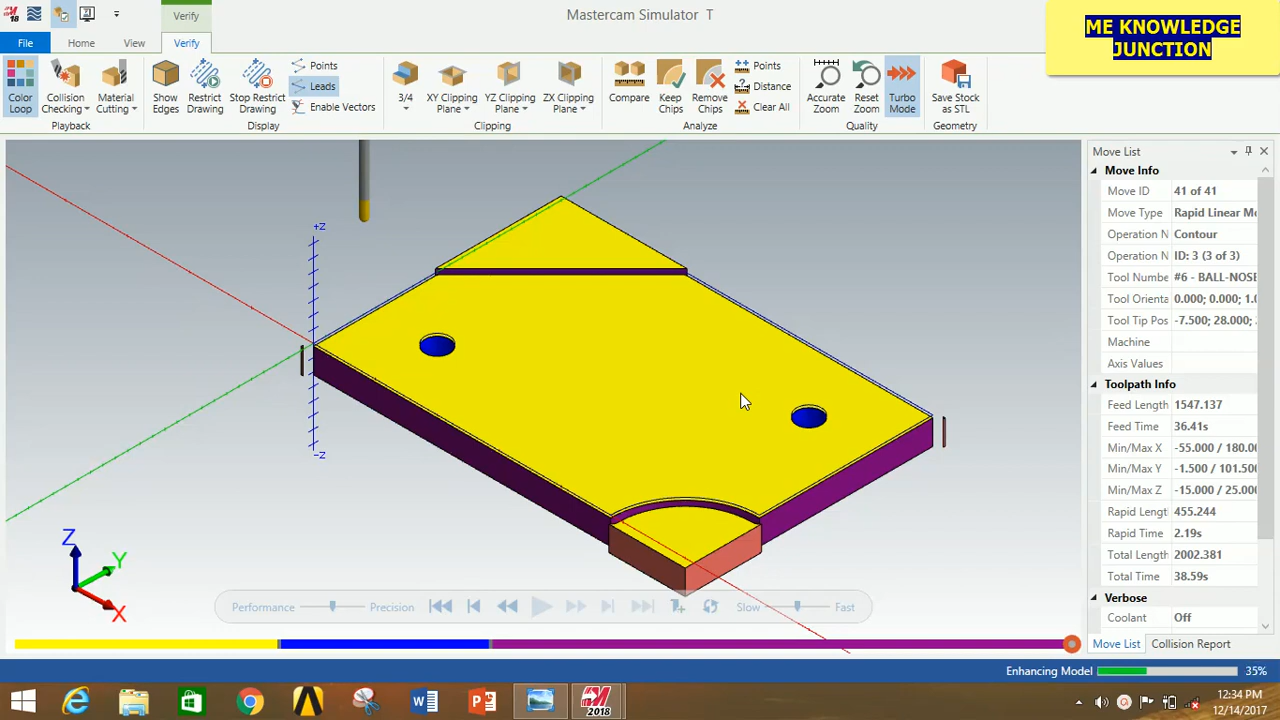 Verify
Mastercam Simulator T
ME KNOWLEDGE
JUNCTION
File
Home
View
Verify
Color
Loop
Collision
Checking
Material
Cutting
Playback
Show
Edges
Restrict
Drawing
Stop Restrict
Drawing
Points
Leads
Enable Vectors
Display
3/4
XY Clipping
Plane
YZ Clipping
Plane
ZX Clipping
Plane
Clipping
Compare
Keep
Chips
Remove
Chips
Points
Distance
Clear All
Analyze
Accurate
Zoom
Reset
Zoom
Turbo
Mode
Quality
Save Stock
as STL
Geometry
Move List
Move Info
Move ID 41 of 41
Move Type Rapid Linear Mo
Operation N Contour
Operation N ID: 3 (3 of 3)
Tool Number #6 - BALL-NOSE
Tool Orienta 0.000; 0.000; 1.0
Tool Tip Pos -7.500; 28.000;
Machine
Axis Values
Toolpath Info
Feed Length 1547.137
Feed Time 36.41s
Min/Max X -55.000 / 180.00
Min/Max Y -1.500 / 101.50
Min/Max Z -15.000 / 25.00
Rapid Length 455.244
Rapid Time 2.19s
Total Length 2002.381
Total Time 38.59s
Verbose
Coolant Off
Move List
Collision Report
+Z
-Z
Z
Y
X
Performance
Precision
Slow
Fast
Enhancing Model
35%
2018
12:34 PM
12/14/2017